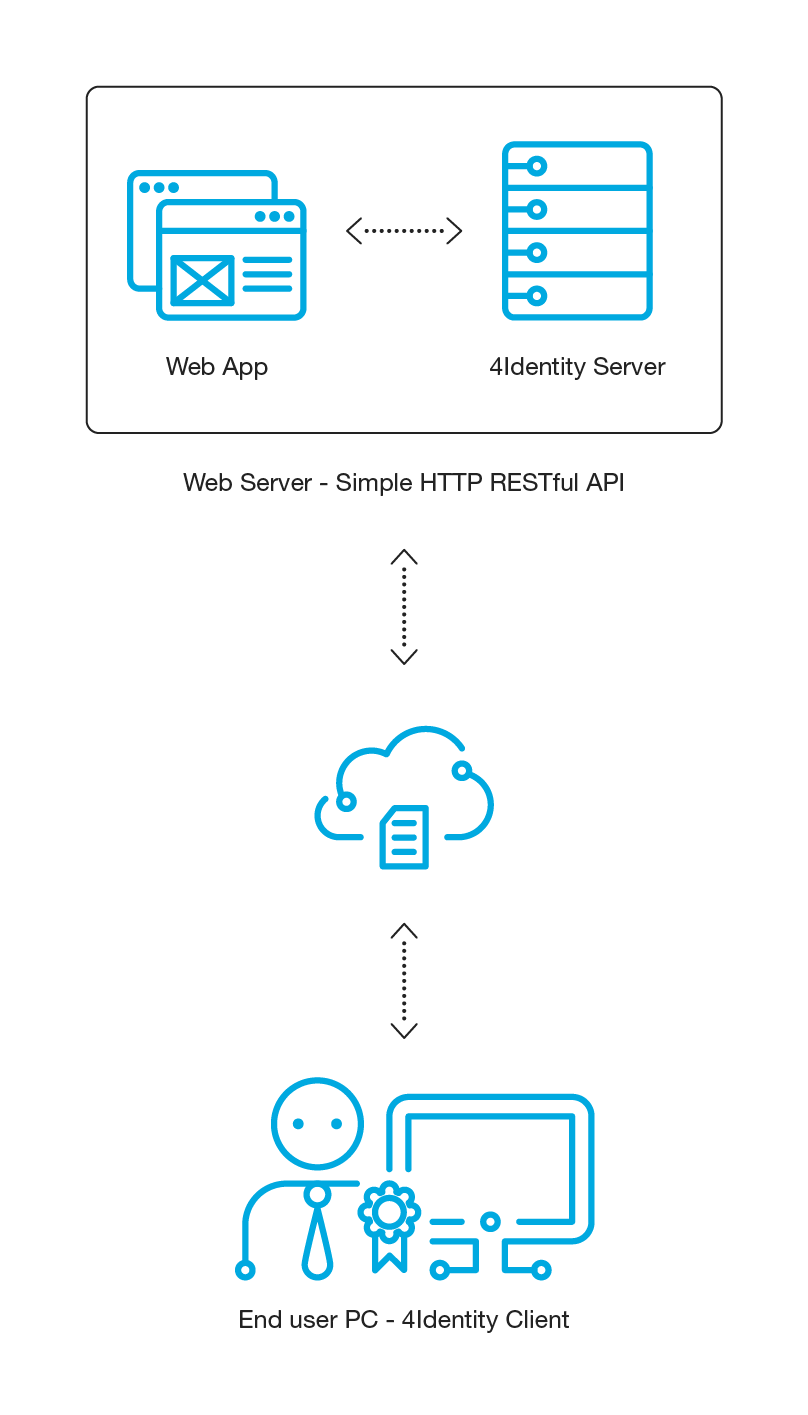 Web App
4Identity Server
Web Server - Simple HTTP RESTful API
End user PC - 4Identity Client